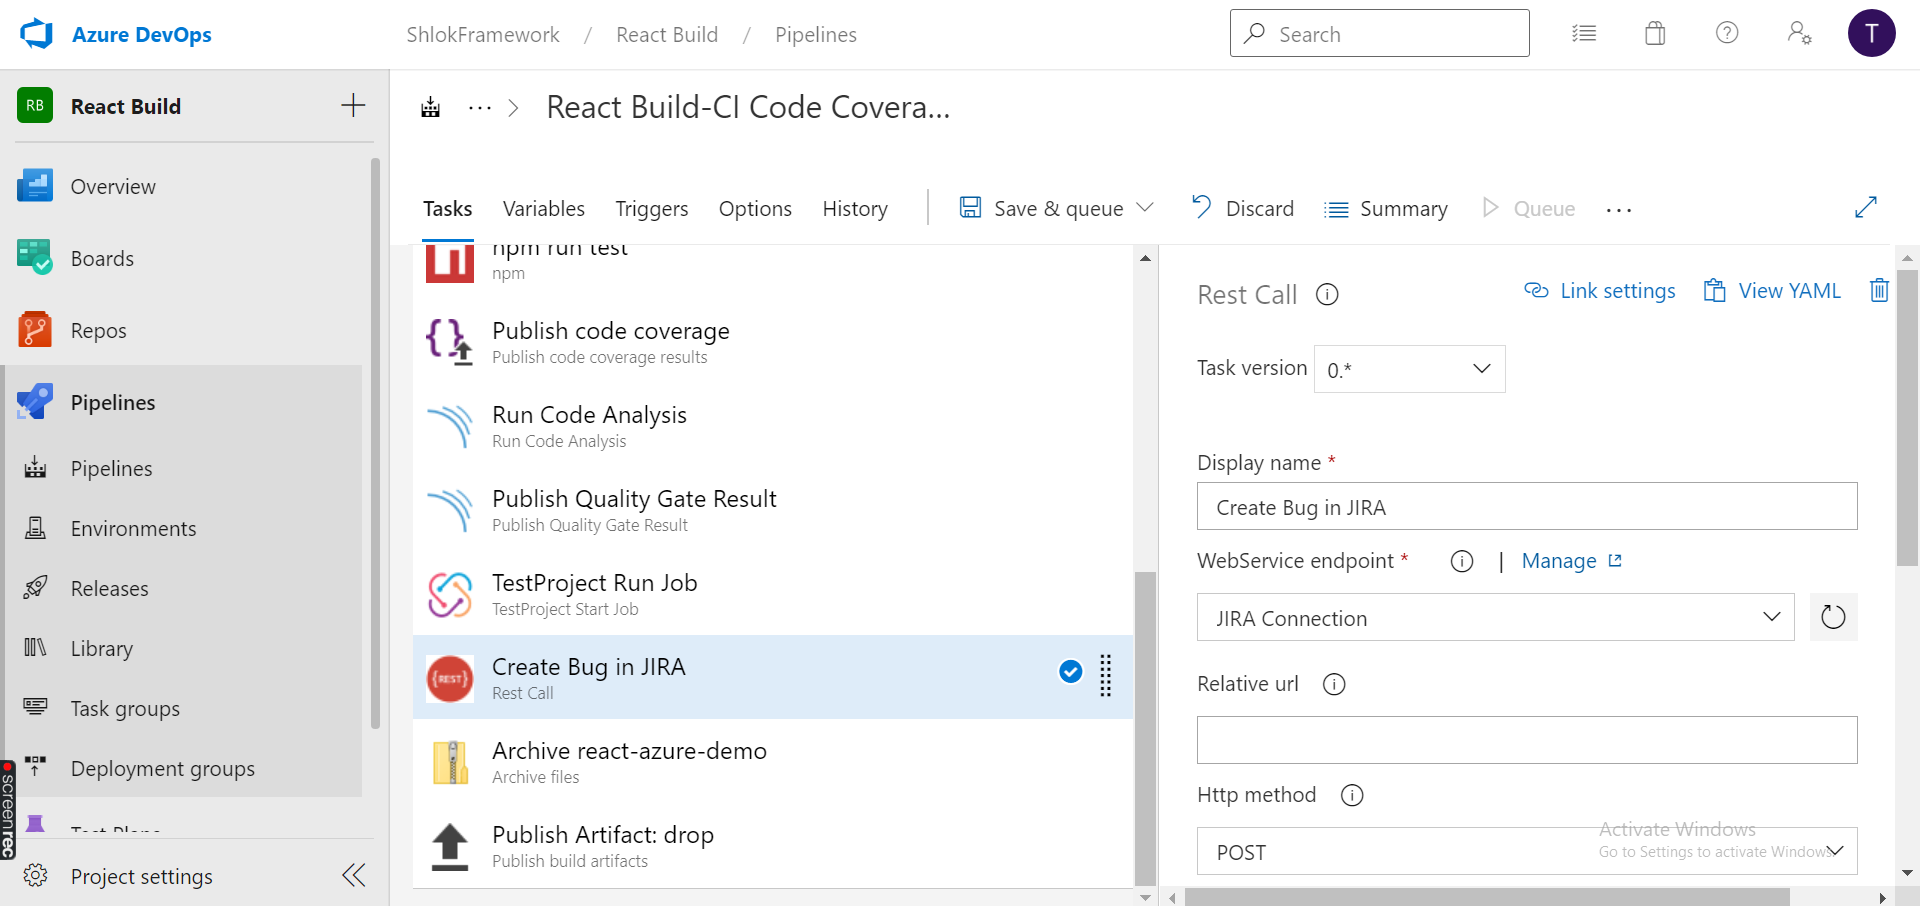 Azure DevOps
ShlokFramework / React Build / Pipelines
Search
T
RB React Build
Overview
Boards
Repos
Pipelines
Pipelines
Environments
Releases
Library
Task groups
Deployment groups
Test Plans
Project settings
screenrec
··· > React Build-CI Code Covera...
Tasks Variables Triggers Options History Save & queue Discard Summary Queue ···
npm run test
npm
Publish code coverage
Publish code coverage results
Run Code Analysis
Run Code Analysis
Publish Quality Gate Result
Publish Quality Gate Result
TestProject Run Job
TestProject Start Job
{REST}
Create Bug in JIRA
Rest Call
Archive react-azure-demo
Archive files
Publish Artifact: drop
Publish build artifacts
Rest Call Link settings View YAML
Task version 0.*
Display name *
Create Bug in JIRA
WebService endpoint * | Manage
JIRA Connection
Relative url
Http method
POST
Activate Windows
Go to Settings to activate Windows.